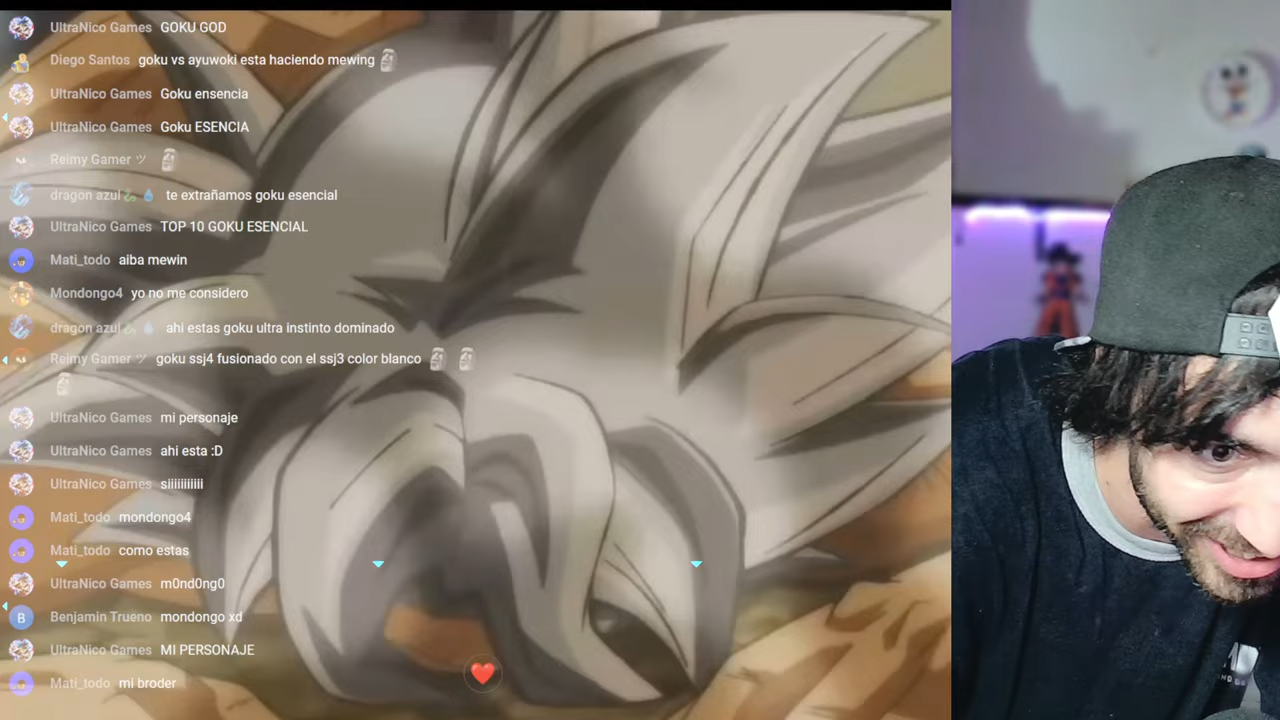 UltraNico Games GOKU GOD
Diego Santos goku vs ayuwoki esta haciendo mewing 🗿
UltraNico Games Goku ensencia
UltraNico Games Goku ESENCIA
Reimy Gamer ツ 🗿
dragon azul🐉💧 te extrañamos goku esencial
UltraNico Games TOP 10 GOKU ESENCIAL
Mati_todo aiba mewin
Mondongo4 yo no me considero
dragon azul🐉💧 ahi estas goku ultra instinto dominado
Reimy Gamer ツ goku ssj4 fusionado con el ssj3 color blanco 🗿 🗿
🗿
UltraNico Games mi personaje
UltraNico Games ahi esta :D
UltraNico Games siiiiiiiiiii
Mati_todo mondongo4
Mati_todo como estas
UltraNico Games m0nd0ng0
B Benjamin Trueno mondongo xd
UltraNico Games MI PERSONAJE
Mati_todo mi broder